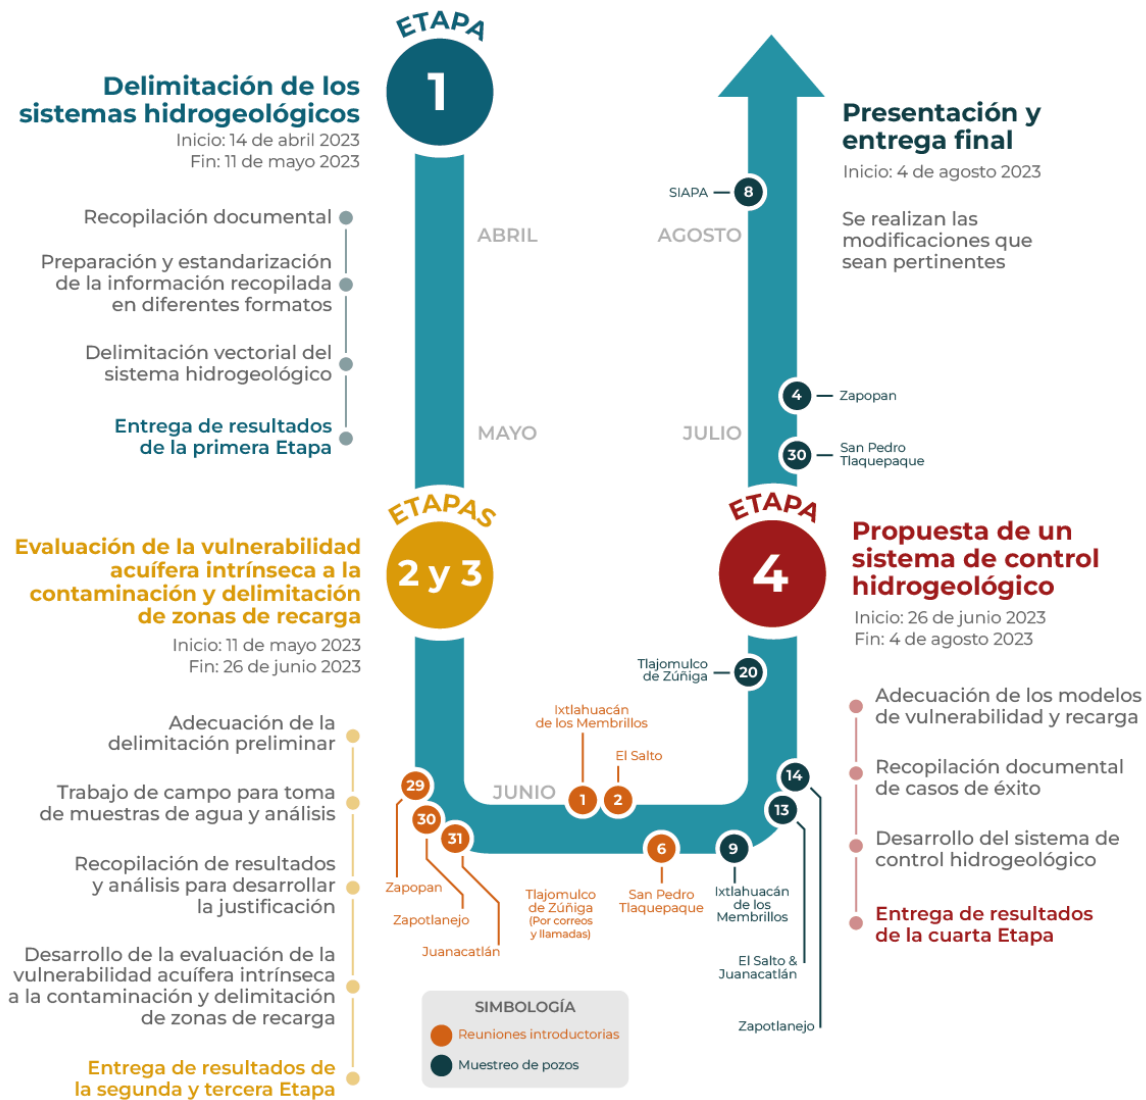 ETAPA
1
Delimitación de los
sistemas hidrogeológicos
Inicio: 14 de abril 2023
Fin: 11 de mayo 2023
Recopilación documental
Preparación y estandarización
de la información recopilada
en diferentes formatos
Delimitación vectorial del
sistema hidrogeológico
Entrega de resultados
de la primera Etapa
ABRIL
MAYO
ETAPAS
2 y 3
Evaluación de la vulnerabilidad
acuífera intrínseca a la
contaminación y delimitación
de zonas de recarga
Inicio: 11 de mayo 2023
Fin: 26 de junio 2023
Adecuación de la
delimitación preliminar
Trabajo de campo para toma
de muestras de agua y análisis
Recopilación de resultados
y análisis para desarrollar
la justificación
Desarrollo de la evaluación de la
vulnerabilidad acuífera intrínseca
a la contaminación y delimitación
de zonas de recarga
Entrega de resultados de
la segunda y tercera Etapa
29
Zapopan
30
Zapotlanejo
31
Juanacatlán
JUNIO
Ixtlahuacán
de los Membrillos
1
El Salto
2
Tlajomulco
de Zúñiga
(Por correos
y llamadas)
6
San Pedro
Tlaquepaque
9
Ixtlahuacán
de los
Membrillos
13
El Salto &
Juanacatlán
14
Zapotlanejo
Tlajomulco
de Zúñiga
20
ETAPA
4
Propuesta de un
sistema de control
hidrogeológico
Inicio: 26 de junio 2023
Fin: 4 de agosto 2023
Adecuación de los modelos
de vulnerabilidad y recarga
Recopilación documental
de casos de éxito
Desarrollo del sistema de
control hidrogeológico
Entrega de resultados
de la cuarta Etapa
30
San Pedro
Tlaquepaque
JULIO
4
Zapopan
AGOSTO
SIAPA
8
Presentación y
entrega final
Inicio: 4 de agosto 2023
Se realizan las
modificaciones que
sean pertinentes
SIMBOLOGÍA
Reuniones introductorias
Muestreo de pozos